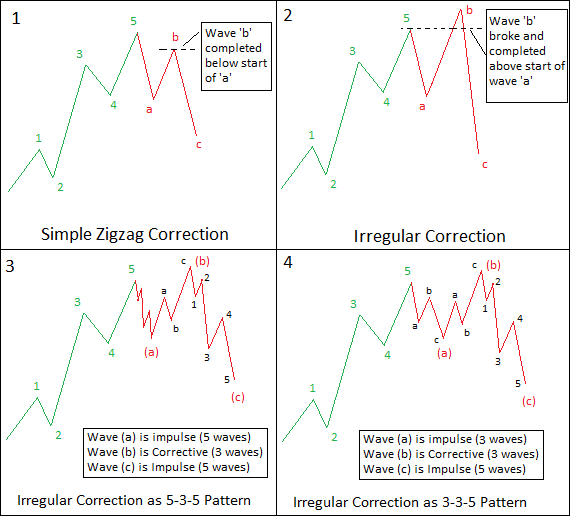 1
5
b
Wave 'b'
completed
below start
of 'a'
3
4
a
1
2
c
Simple Zigzag Correction
2
5
b
Wave 'b'
broke and
completed
above start of
wave 'a'
3
4
a
1
2
c
Irregular Correction
3
5
c (b)
2
a
b
1
3
4
(a)
4
3
1
2
5
(c)
Wave (a) is impulse (5 waves)
Wave (b) is Corrective (3 waves)
Wave (c) is Impulse (5 waves)
Irregular Correction as 5-3-5 Pattern
4
5
c (b)
2
b
a
1
3
a
b
4
c
(a)
4
3
1
2
5
(c)
Wave (a) is impulse (3 waves)
Wave (b) is Corrective (3 waves)
Wave (c) is Impulse (5 waves)
Irregular Correction as 3-3-5 Pattern